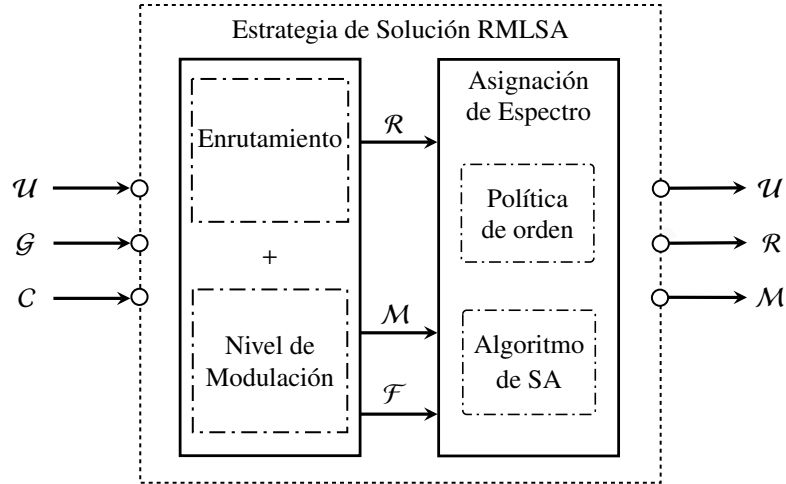 Estrategia de Solución RMLSA
Enrutamiento
+
Nivel de
Modulación
ℛ
ℳ
ℱ
Asignación
de Espectro
Política
de orden
Algoritmo
de SA
𝒰
𝒢
𝒞
𝒰
ℛ
ℳ